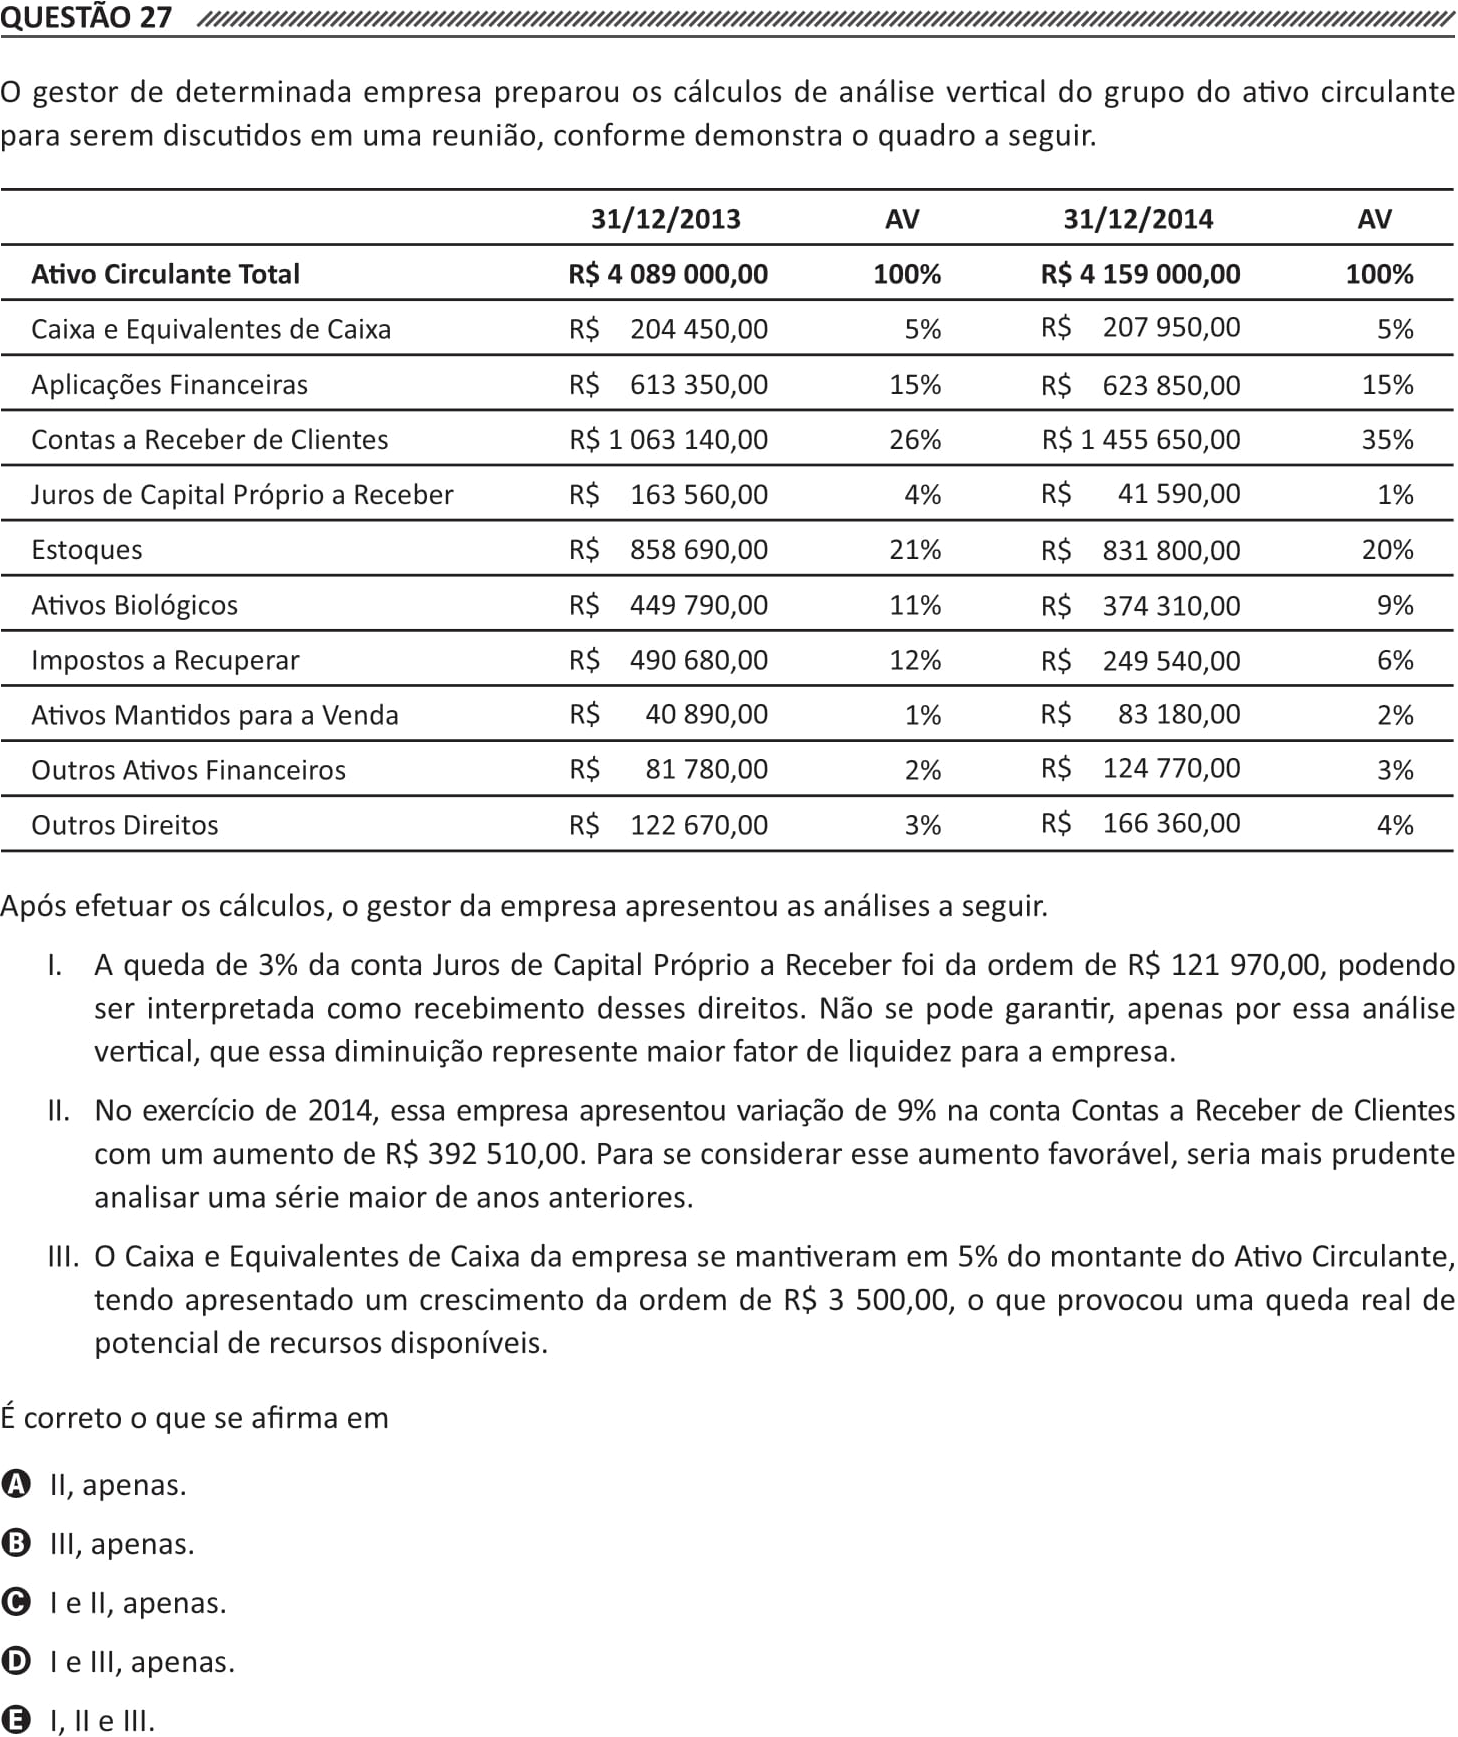 QUESTÃO 27
O gestor de determinada empresa preparou os cálculos de análise vertical do grupo do ativo circulante
para serem discutidos em uma reunião, conforme demonstra o quadro a seguir.
31/12/2013 AV 31/12/2014 AV
Ativo Circulante Total R$ 4 089 000,00 100% R$ 4 159 000,00 100%
Caixa e Equivalentes de Caixa R$ 204 450,00 5% R$ 207 950,00 5%
Aplicações Financeiras R$ 613 350,00 15% R$ 623 850,00 15%
Contas a Receber de Clientes R$ 1 063 140,00 26% R$ 1 455 650,00 35%
Juros de Capital Próprio a Receber R$ 163 560,00 4% R$ 41 590,00 1%
Estoques R$ 858 690,00 21% R$ 831 800,00 20%
Ativos Biológicos R$ 449 790,00 11% R$ 374 310,00 9%
Impostos a Recuperar R$ 490 680,00 12% R$ 249 540,00 6%
Ativos Mantidos para a Venda R$ 40 890,00 1% R$ 83 180,00 2%
Outros Ativos Financeiros R$ 81 780,00 2% R$ 124 770,00 3%
Outros Direitos R$ 122 670,00 3% R$ 166 360,00 4%
Após efetuar os cálculos, o gestor da empresa apresentou as análises a seguir.
I. A queda de 3% da conta Juros de Capital Próprio a Receber foi da ordem de R$ 121 970,00, podendo
ser interpretada como recebimento desses direitos. Não se pode garantir, apenas por essa análise
vertical, que essa diminuição represente maior fator de liquidez para a empresa.
II. No exercício de 2014, essa empresa apresentou variação de 9% na conta Contas a Receber de Clientes
com um aumento de R$ 392 510,00. Para se considerar esse aumento favorável, seria mais prudente
analisar uma série maior de anos anteriores.
III. O Caixa e Equivalentes de Caixa da empresa se mantiveram em 5% do montante do Ativo Circulante,
tendo apresentado um crescimento da ordem de R$ 3 500,00, o que provocou uma queda real de
potencial de recursos disponíveis.
É correto o que se afirma em
A II, apenas.
B III, apenas.
C I e II, apenas.
D I e III, apenas.
E I, II e III.